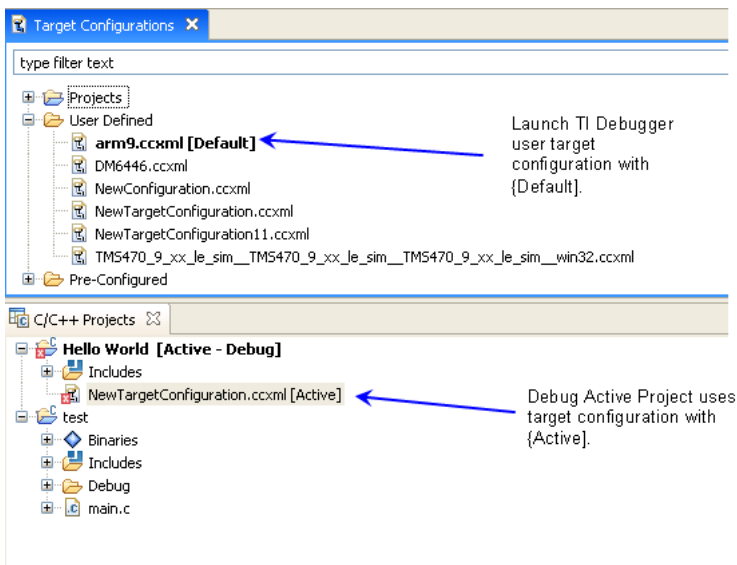 Target Configurations
type filter text
Projects
User Defined
arm9.ccxml [Default]
DM6446.ccxml
NewConfiguration.ccxml
NewTargetConfiguration.ccxml
NewTargetConfiguration11.ccxml
TMS470_9_xx_le_sim__TMS470_9_xx_le_sim__TMS470_9_xx_le_sim__win32.ccxml
Pre-Configured
Launch TI Debugger
user target
configuration with
{Default}.
C/C++ Projects
Hello World [Active - Debug]
Includes
NewTargetConfiguration.ccxml [Active]
test
Binaries
Includes
Debug
main.c
Debug Active Project uses
target configuration with
{Active}.